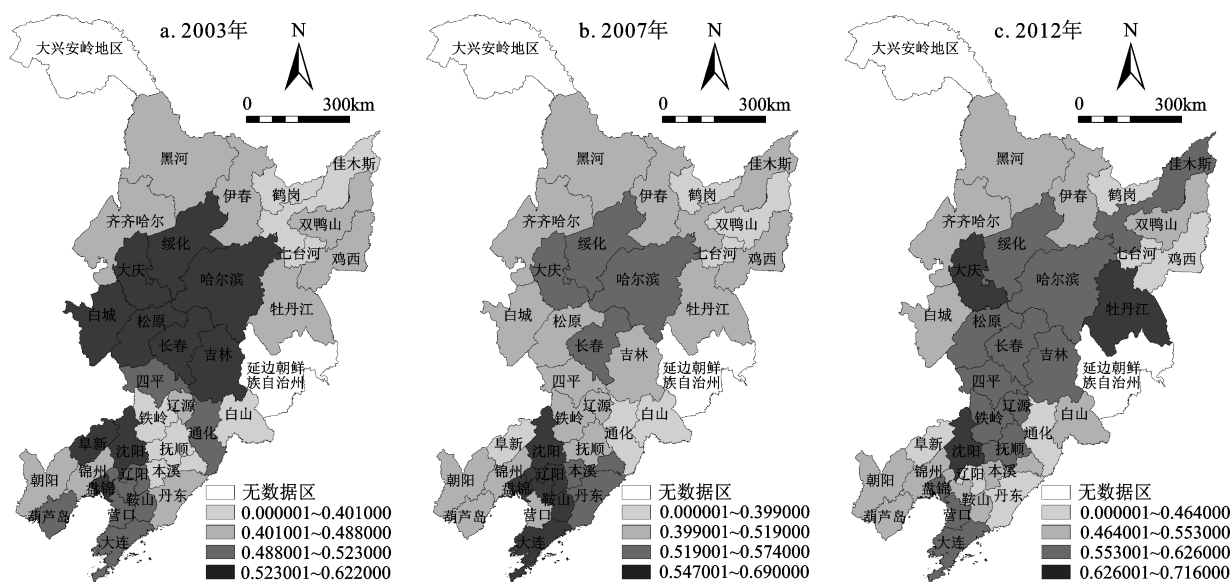 a. 2003年
N
0 300km
大兴安岭地区
黑河
佳木斯
伊春
鹤岗
齐齐哈尔
双鸭山
绥化
七台河
鸡西
大庆
哈尔滨
白城
松原
牡丹江
长春
吉林
延边朝鲜
族自治州
四平
辽源
铁岭
白山
通化
阜新
沈阳
抚顺
朝阳
锦州
辽阳
本溪
盘锦
鞍山
丹东
葫芦岛
营口
大连
无数据区
0.000001~0.401000
0.401001~0.488000
0.488001~0.523000
0.523001~0.622000
b. 2007年
N
0 300km
大兴安岭地区
黑河
佳木斯
伊春
鹤岗
齐齐哈尔
双鸭山
绥化
七台河
鸡西
大庆
哈尔滨
白城
松原
牡丹江
长春
吉林
延边朝鲜
族自治州
四平
辽源
铁岭
白山
通化
阜新
沈阳
抚顺
朝阳
锦州
辽阳
本溪
盘锦
鞍山
丹东
葫芦岛
营口
大连
无数据区
0.000001~0.399000
0.399001~0.519000
0.519001~0.574000
0.547001~0.690000
c. 2012年
N
0 300km
大兴安岭地区
黑河
佳木斯
伊春
鹤岗
齐齐哈尔
双鸭山
绥化
七台河
鸡西
大庆
哈尔滨
白城
松原
牡丹江
长春
吉林
延边朝鲜
族自治州
四平
辽源
铁岭
白山
通化
阜新
沈阳
抚顺
朝阳
锦州
辽阳
本溪
盘锦
鞍山
丹东
葫芦岛
营口
大连
无数据区
0.000001~0.464000
0.464001~0.553000
0.553001~0.626000
0.626001~0.716000